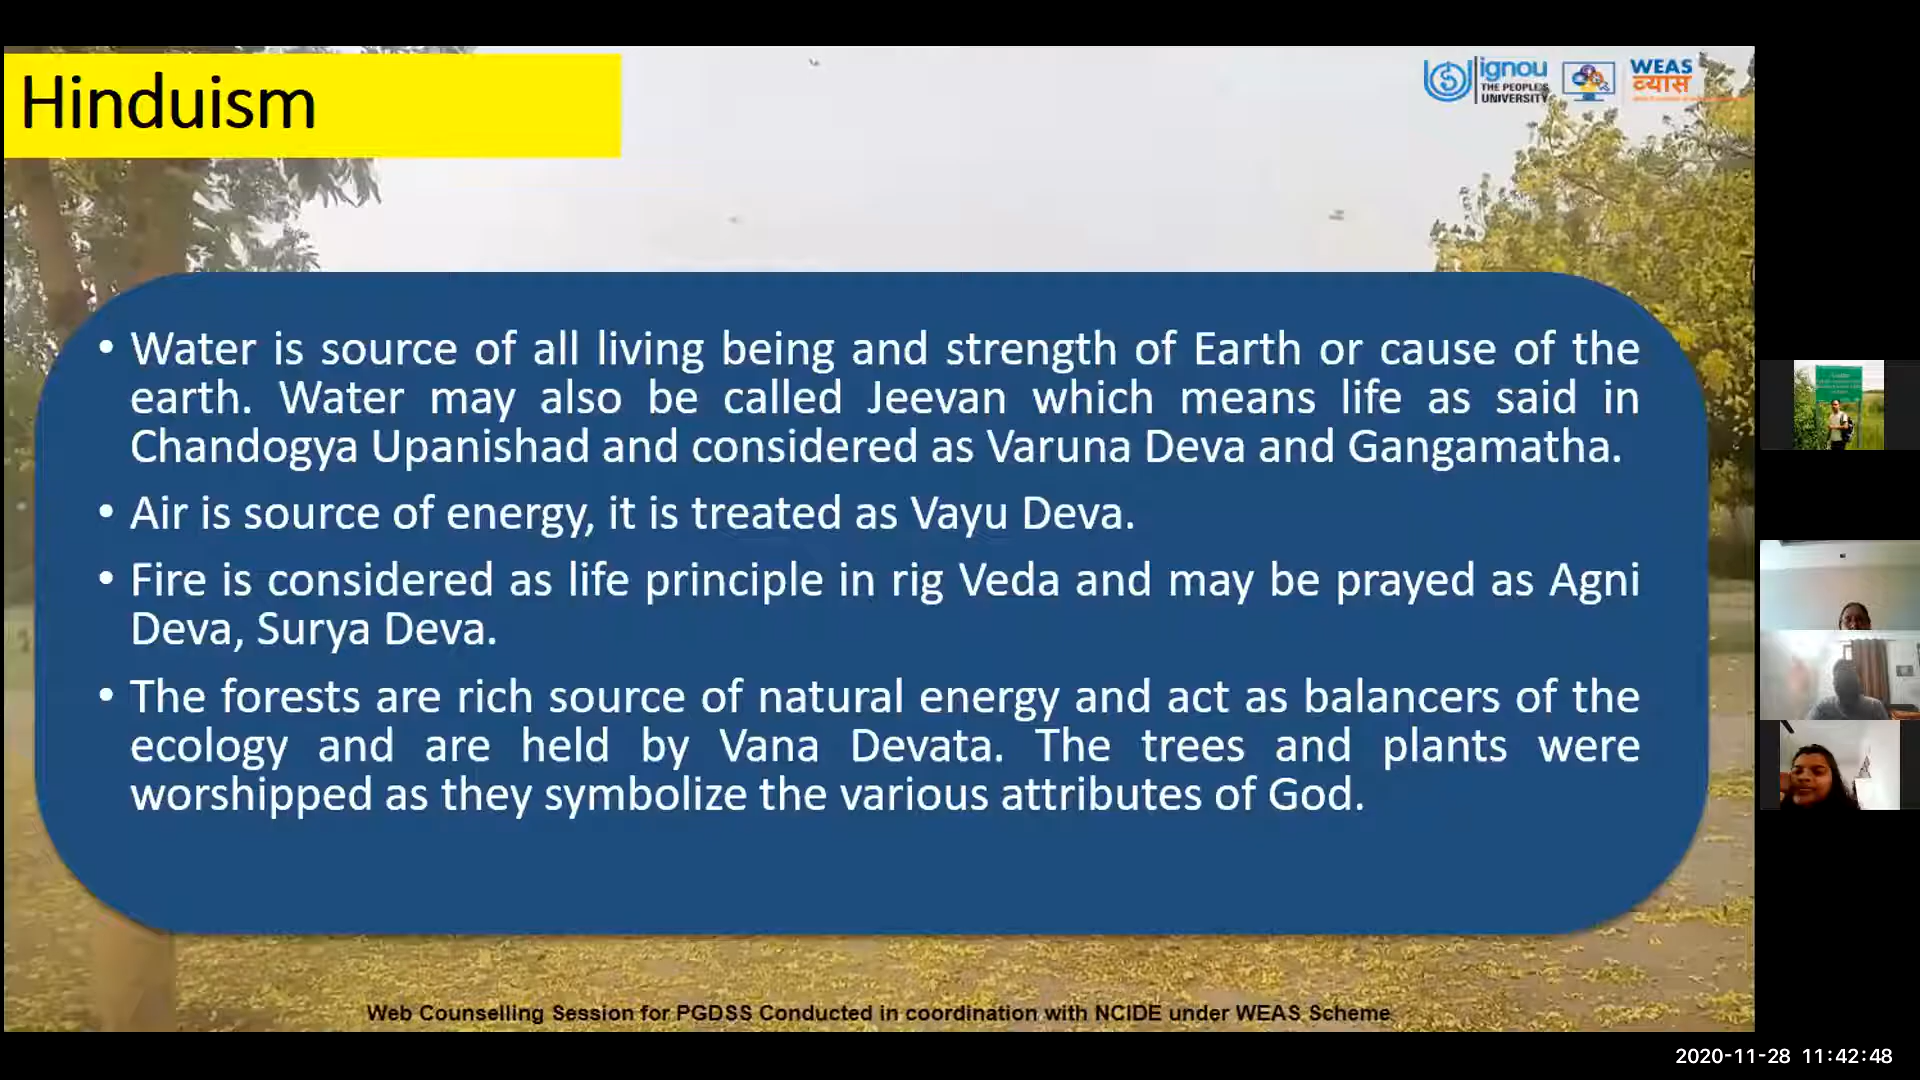 Hinduism
ignou
THE PEOPLE'S
UNIVERSITY
WEAS
व्यास
• Water is source of all living being and strength of Earth or cause of the
earth. Water may also be called Jeevan which means life as said in
Chandogya Upanishad and considered as Varuna Deva and Gangamatha.
• Air is source of energy, it is treated as Vayu Deva.
• Fire is considered as life principle in rig Veda and may be prayed as Agni
Deva, Surya Deva.
• The forests are rich source of natural energy and act as balancers of the
ecology and are held by Vana Devata. The trees and plants were
worshipped as they symbolize the various attributes of God.
Web Counselling Session for PGDSS Conducted in coordination with NCIDE under WEAS Scheme
2020-11-28 11:42:48